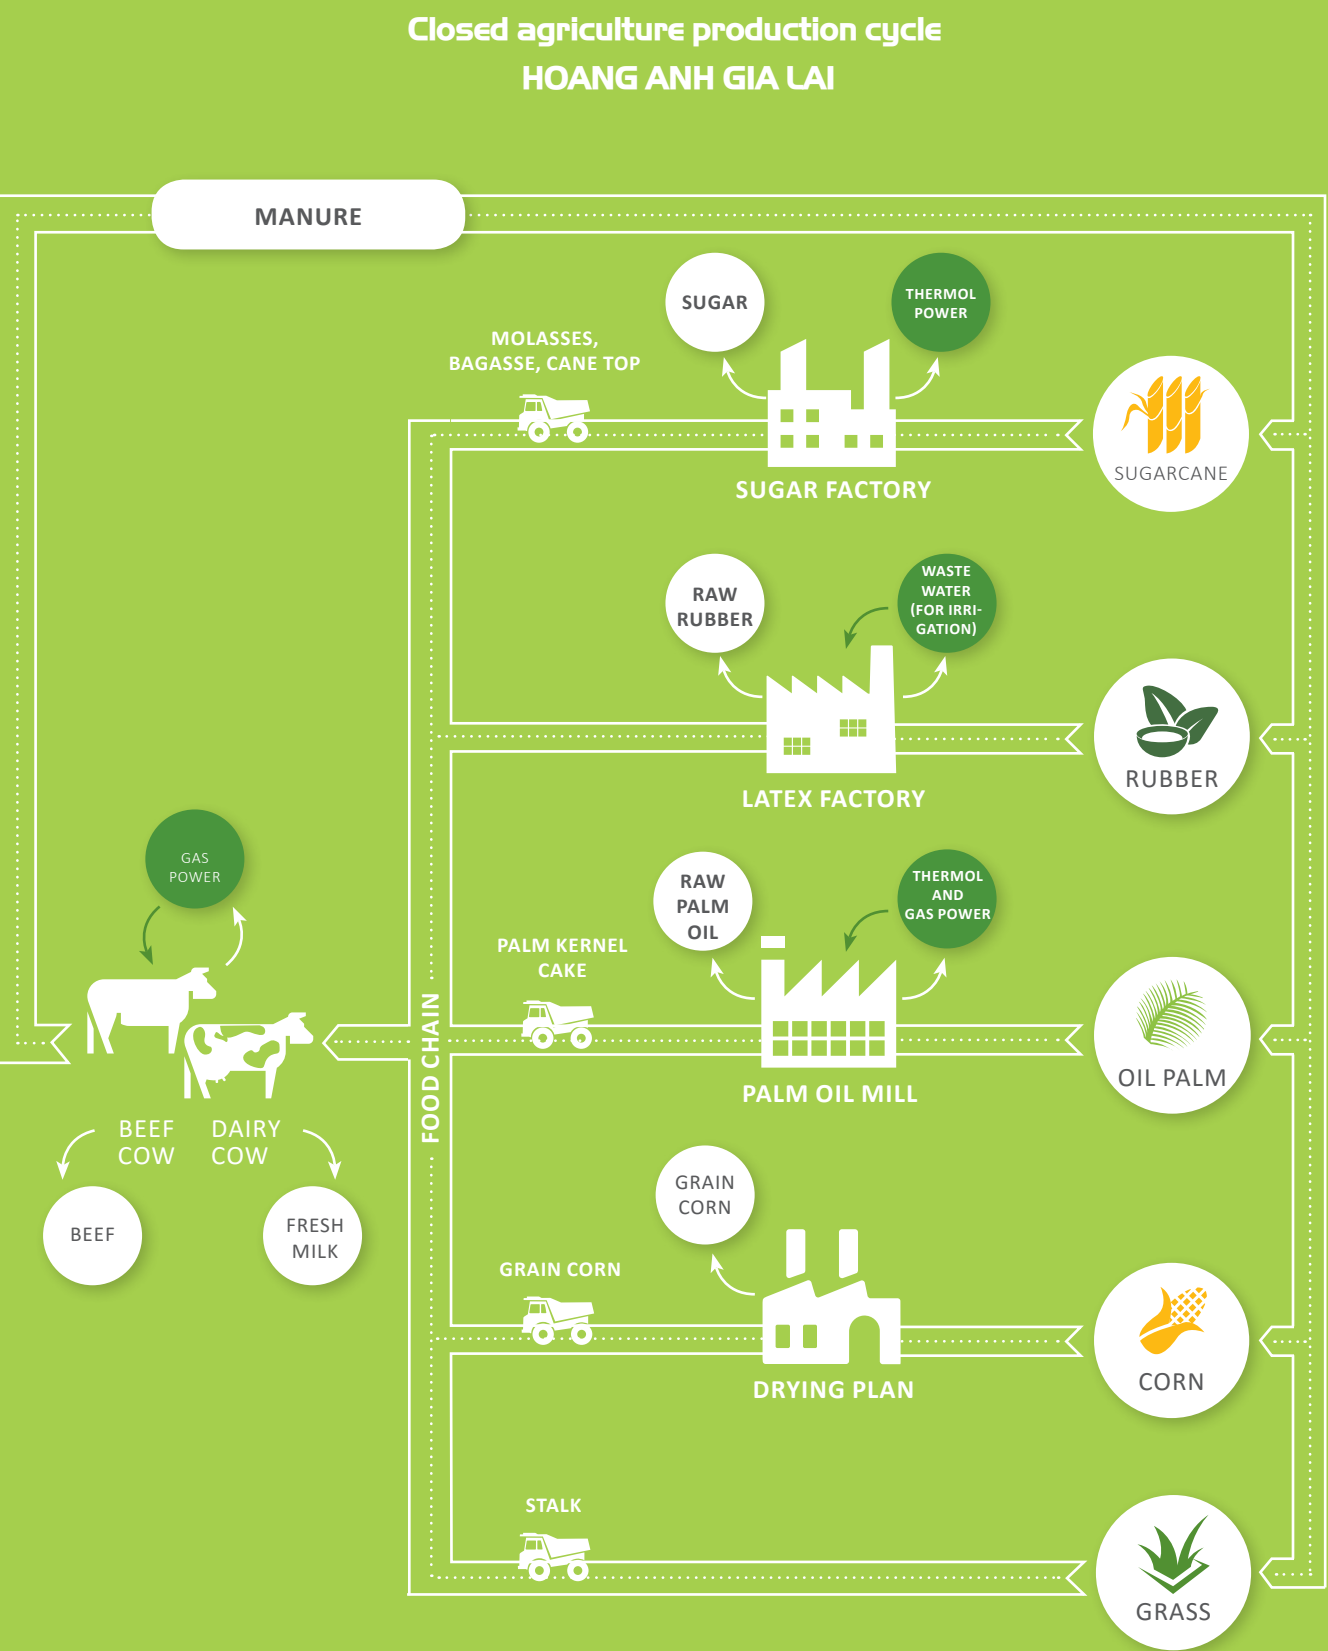 Closed agriculture production cycle
HOANG ANH GIA LAI
MANURE
SUGAR
THERMOL
POWER
MOLASSES,
BAGASSE, CANE TOP
SUGARCANE
SUGAR FACTORY
RAW
RUBBER
WASTE
WATER
(FOR IRRI-
GATION)
RUBBER
LATEX FACTORY
GAS
POWER
RAW
PALM
OIL
THERMOL
AND
GAS POWER
PALM KERNEL
CAKE
FOOD CHAIN
OIL PALM
PALM OIL MILL
BEEF
COW
DAIRY
COW
BEEF
FRESH
MILK
GRAIN
CORN
GRAIN CORN
CORN
DRYING PLAN
STALK
GRASS